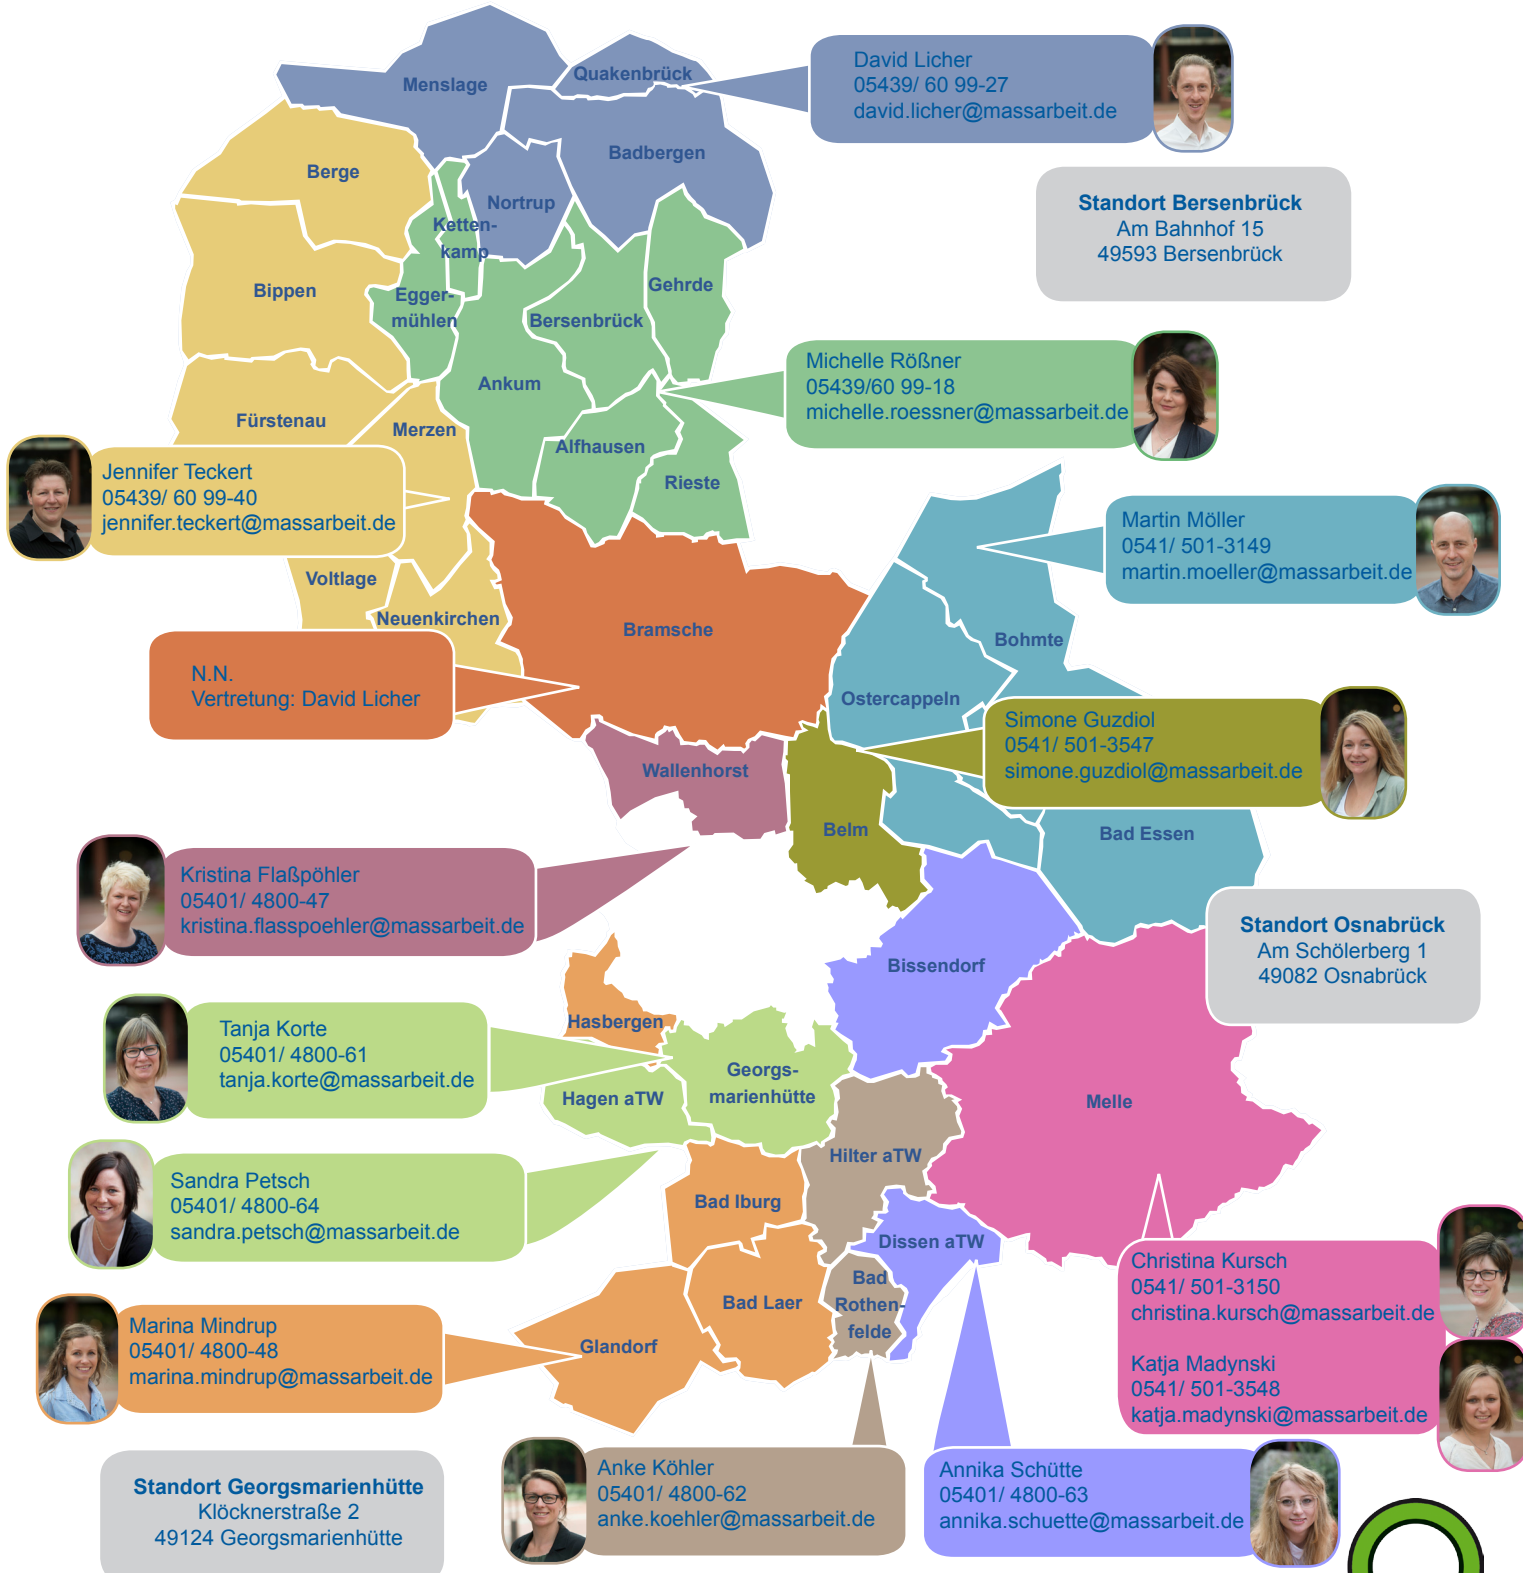 Menslage
Quakenbrück
David Licher
05439/ 60 99-27
david.licher@massarbeit.de
Badbergen
Berge
Nortrup
Ketten-
kamp
Standort Bersenbrück
Am Bahnhof 15
49593 Bersenbrück
Bippen
Egger-
mühlen
Gehrde
Bersenbrück
Michelle Rößner
05439/60 99-18
michelle.roessner@massarbeit.de
Ankum
Fürstenau
Merzen
Alfhausen
Rieste
Jennifer Teckert
05439/ 60 99-40
jennifer.teckert@massarbeit.de
Martin Möller
0541/ 501-3149
martin.moeller@massarbeit.de
Voltlage
Neuenkirchen
Bramsche
Bohmte
N.N.
Vertretung: David Licher
Ostercappeln
Simone Guzdiol
0541/ 501-3547
simone.guzdiol@massarbeit.de
Wallenhorst
Belm
Bad Essen
Kristina Flaßpöhler
05401/ 4800-47
kristina.flasspoehler@massarbeit.de
Standort Osnabrück
Am Schölerberg 1
49082 Osnabrück
Bissendorf
Hasbergen
Tanja Korte
05401/ 4800-61
tanja.korte@massarbeit.de
Georgs-
marienhütte
Hagen aTW
Melle
Hilter aTW
Sandra Petsch
05401/ 4800-64
sandra.petsch@massarbeit.de
Bad Iburg
Dissen aTW
Christina Kursch
0541/ 501-3150
christina.kursch@massarbeit.de
Katja Madynski
0541/ 501-3548
katja.madynski@massarbeit.de
Bad
Rothen-
felde
Bad Laer
Glandorf
Marina Mindrup
05401/ 4800-48
marina.mindrup@massarbeit.de
Standort Georgsmarienhütte
Klöcknerstraße 2
49124 Georgsmarienhütte
Anke Köhler
05401/ 4800-62
anke.koehler@massarbeit.de
Annika Schütte
05401/ 4800-63
annika.schuette@massarbeit.de